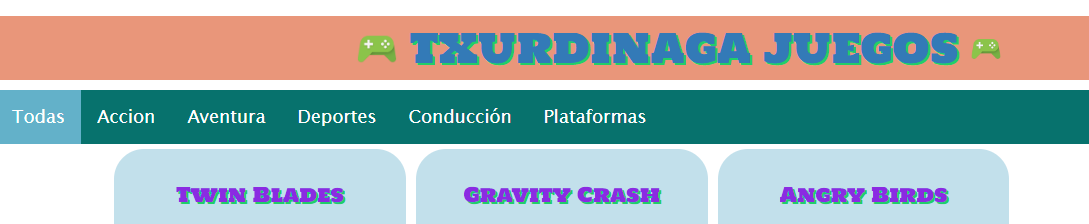 TXURDINAGA JUEGOS
Todas Accion Aventura Deportes Conducción Plataformas
Twin Blades Gravity Crash Angry Birds